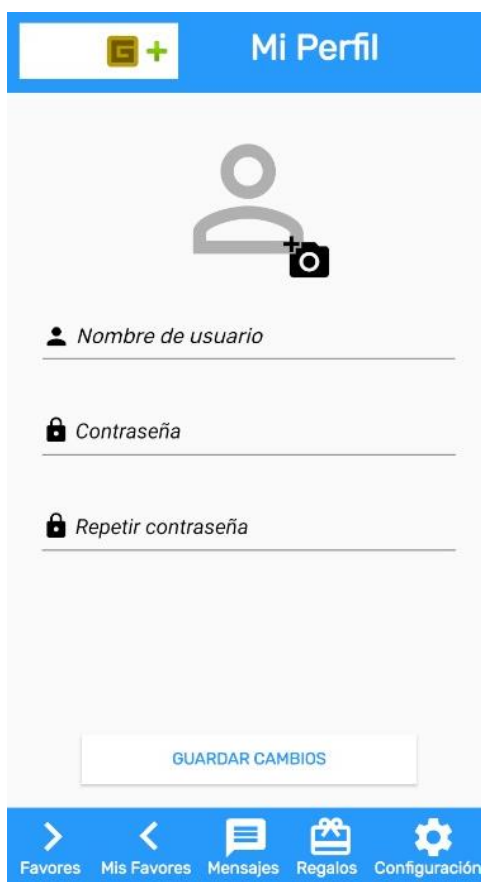 G+ Mi Perfil
Nombre de usuario
Contraseña
Repetir contraseña
GUARDAR CAMBIOS
Favores Mis Favores Mensajes Regalos Configuración